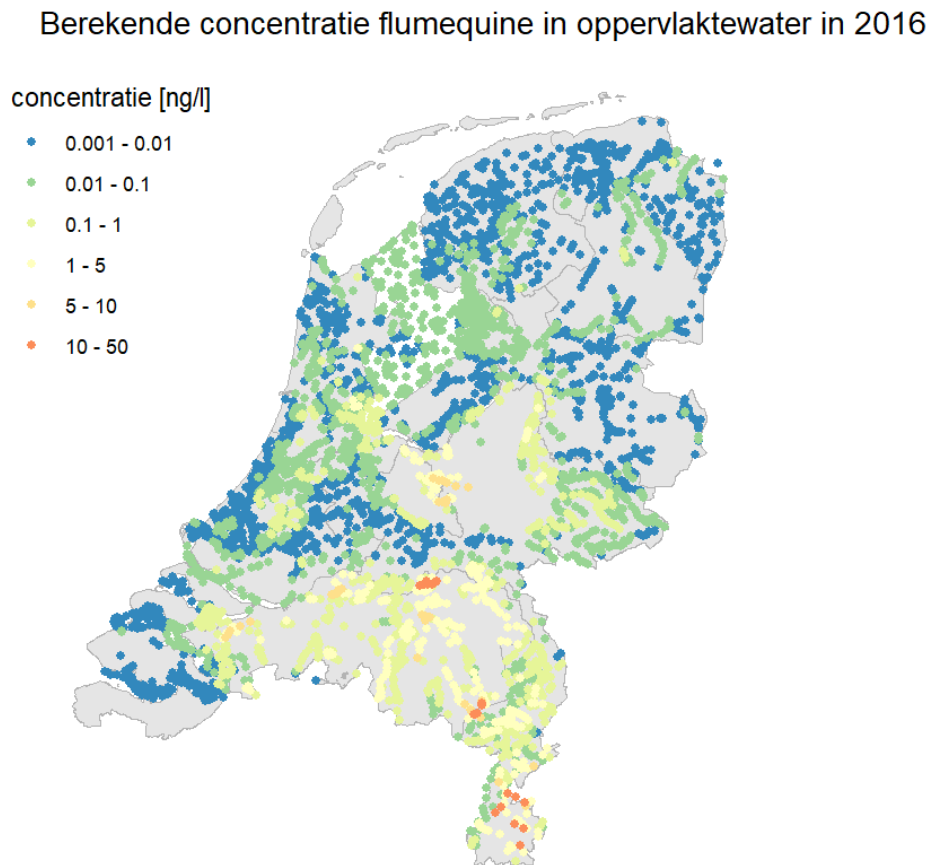 Berekende concentratie flumequine in oppervlaktewater in 2016
concentratie [ng/l]
0.001 - 0.01
0.01 - 0.1
0.1 - 1
1 - 5
5 - 10
10 - 50